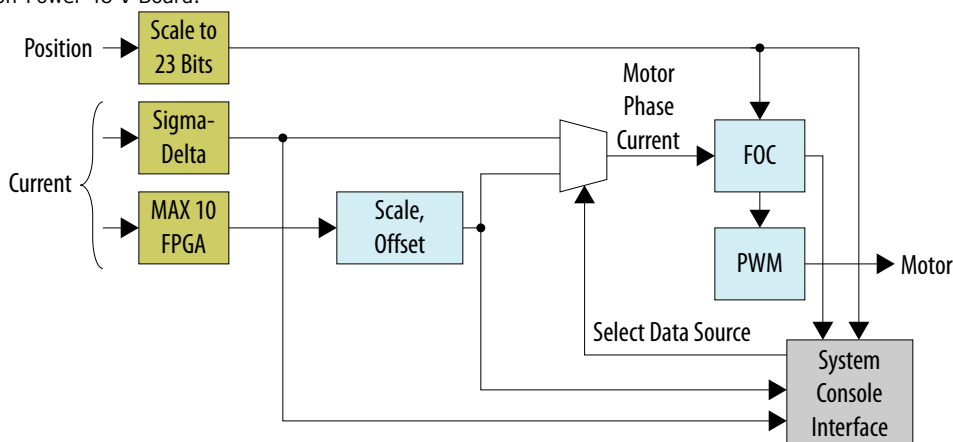 Position
Scale to
23 Bits
Motor
Phase
Current
Sigma-
Delta
FOC
Current
MAX 10
FPGA
Scale,
Offset
PWM
Motor
Select Data Source
System
Console
Interface